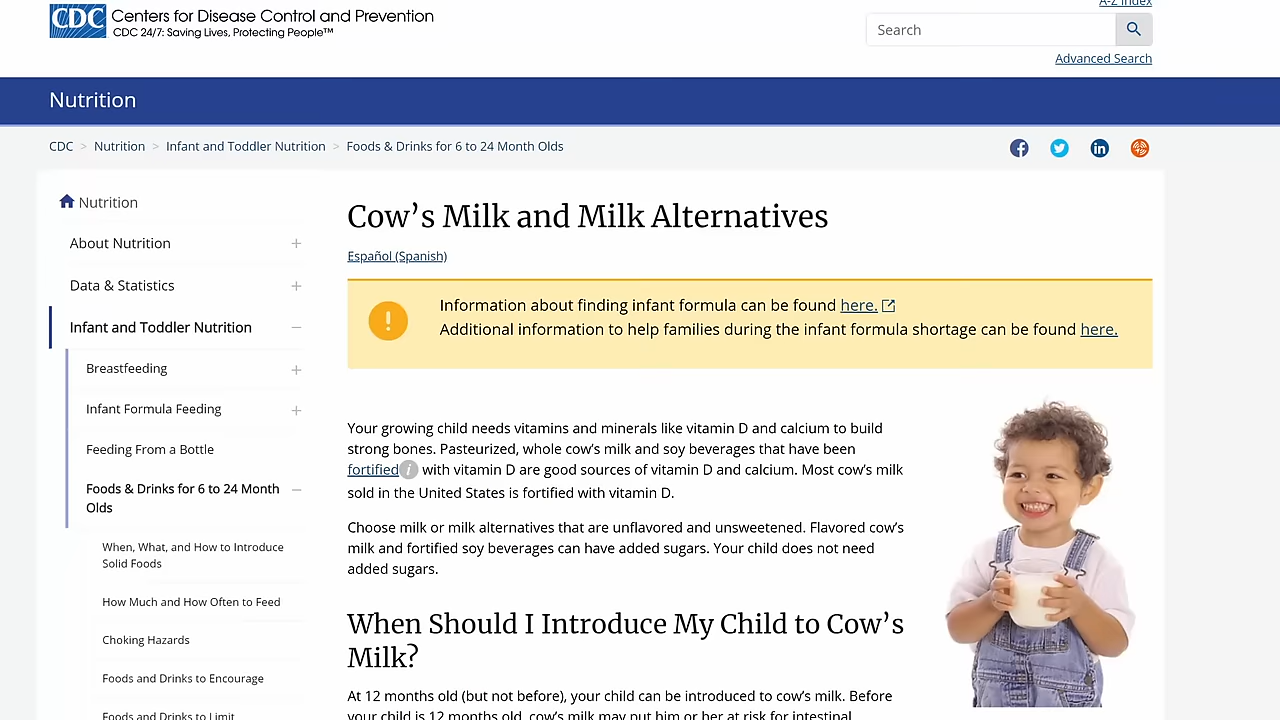 CDC
Centers for Disease Control and Prevention
CDC 24/7: Saving Lives, Protecting People™
A-Z Index
Search
Advanced Search
Nutrition
CDC > Nutrition > Infant and Toddler Nutrition > Foods & Drinks for 6 to 24 Month Olds
Nutrition
About Nutrition
Data & Statistics
Infant and Toddler Nutrition
Breastfeeding
Infant Formula Feeding
Feeding From a Bottle
Foods & Drinks for 6 to 24 Month
Olds
When, What, and How to Introduce
Solid Foods
How Much and How Often to Feed
Choking Hazards
Foods and Drinks to Encourage
Foods and Drinks to Limit
Cow’s Milk and Milk Alternatives
Español (Spanish)
Information about finding infant formula can be found here.
Additional information to help families during the infant formula shortage can be found here.
Your growing child needs vitamins and minerals like vitamin D and calcium to build
strong bones. Pasteurized, whole cow’s milk and soy beverages that have been
fortified with vitamin D are good sources of vitamin D and calcium. Most cow’s milk
sold in the United States is fortified with vitamin D.
Choose milk or milk alternatives that are unflavored and unsweetened. Flavored cow’s
milk and fortified soy beverages can have added sugars. Your child does not need
added sugars.
When Should I Introduce My Child to Cow’s
Milk?
At 12 months old (but not before), your child can be introduced to cow’s milk. Before
your child is 12 months old, cow’s milk may put him or her at risk for intestinal